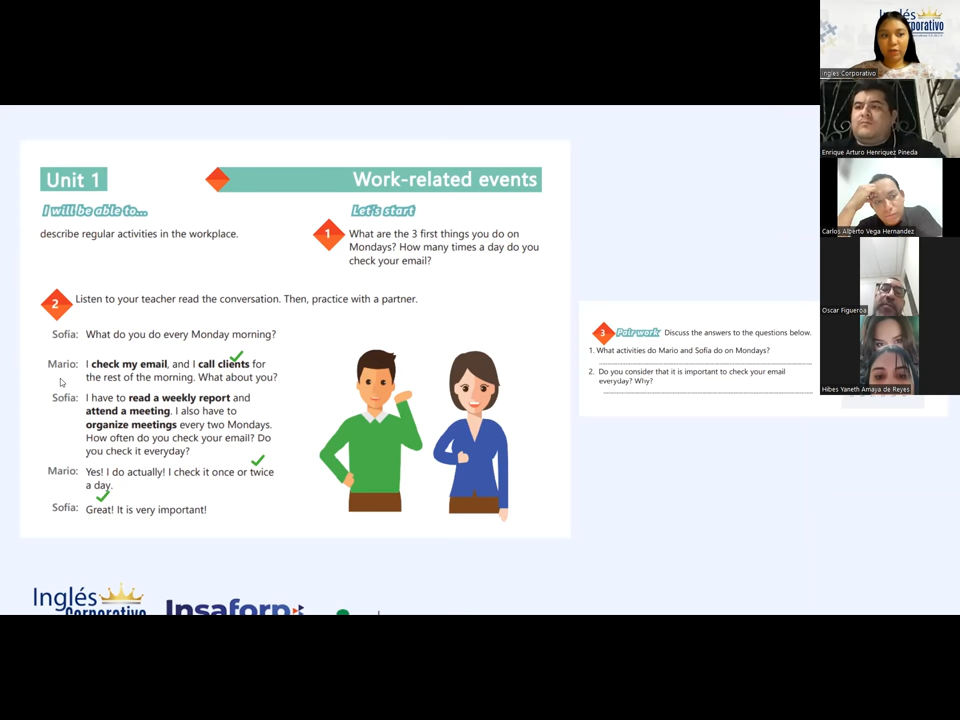 Unit 1
Work-related events
I will be able to...
describe regular activities in the workplace.
Let's start
1
What are the 3 first things you do on
Mondays? How many times a day do you
check your email?
2
Listen to your teacher read the conversation. Then, practice with a partner.
Sofía: What do you do every Monday morning?
Mario: I check my email, and I call clients for
the rest of the morning. What about you?
Sofía: I have to read a weekly report and
attend a meeting. I also have to
organize meetings every two Mondays.
How often do you check your email? Do
you check it everyday?
Mario: Yes! I do actually! I check it once or twice
a day.
Sofía: Great! It is very important!
3
Pair work Discuss the answers to the questions below.
1. What activities do Mario and Sofía do on Mondays?
2. Do you consider that it is important to check your email
everyday? Why?
Inglés
Corporativo
Insaforp
Inglés Corporativo
Enrique Arturo Henriquez Pineda
Carlos Alberto Vega Hernandez
Oscar Figueroa
Hibes Yaneth Amaya de Reyes